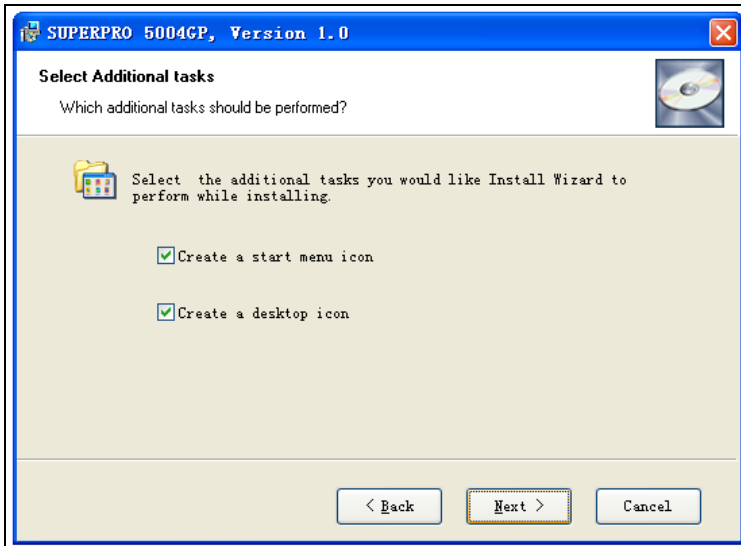 SUPERPRO 5004GP, Version 1.0
Select Additional tasks
Which additional tasks should be performed?
Select the additional tasks you would like Install Wizard to
perform while installing.
Create a start menu icon
Create a desktop icon
< Back
Next >
Cancel